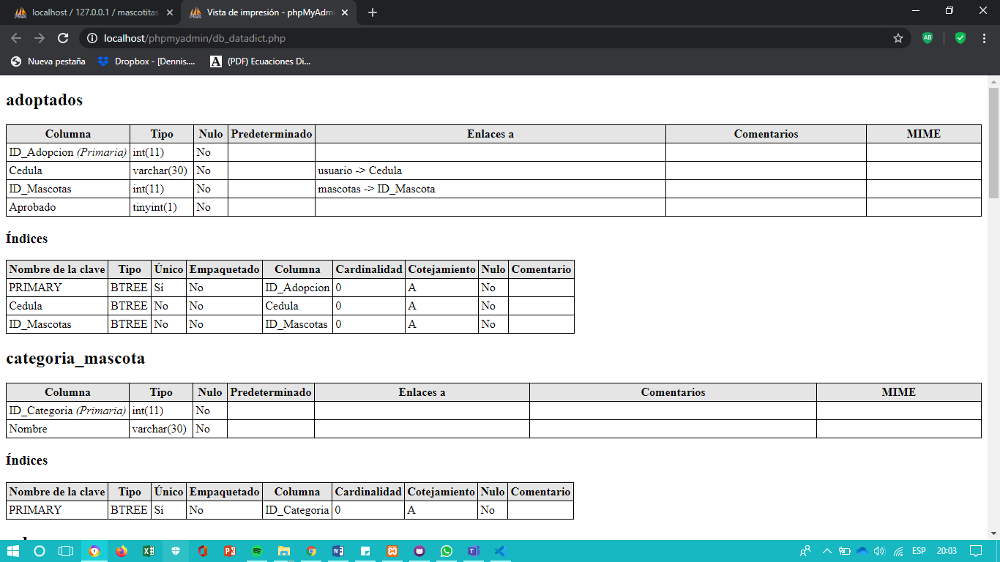 localhost / 127.0.0.1 / mascotitas
Vista de impresión - phpMyAdmi
localhost/phpmyadmin/db_datadict.php
AB
Nueva pestaña
Dropbox - [Dennis....
A
(PDF) Ecuaciones Di...
adoptados
Columna Tipo Nulo Predeterminado Enlaces a Comentarios MIME
ID_Adopcion (Primaria) int(11) No
Cedula varchar(30) No usuario -> Cedula
ID_Mascotas int(11) No mascotas -> ID_Mascota
Aprobado tinyint(1) No
Índices
Nombre de la clave Tipo Único Empaquetado Columna Cardinalidad Cotejamiento Nulo Comentario
PRIMARY BTREE Sí No ID_Adopcion 0 A No
Cedula BTREE No No Cedula 0 A No
ID_Mascotas BTREE No No ID_Mascotas 0 A No
categoria_mascota
Columna Tipo Nulo Predeterminado Enlaces a Comentarios MIME
ID_Categoria (Primaria) int(11) No
Nombre varchar(30) No
Índices
Nombre de la clave Tipo Único Empaquetado Columna Cardinalidad Cotejamiento Nulo Comentario
PRIMARY BTREE Sí No ID_Categoria 0 A No
ESP
20:03